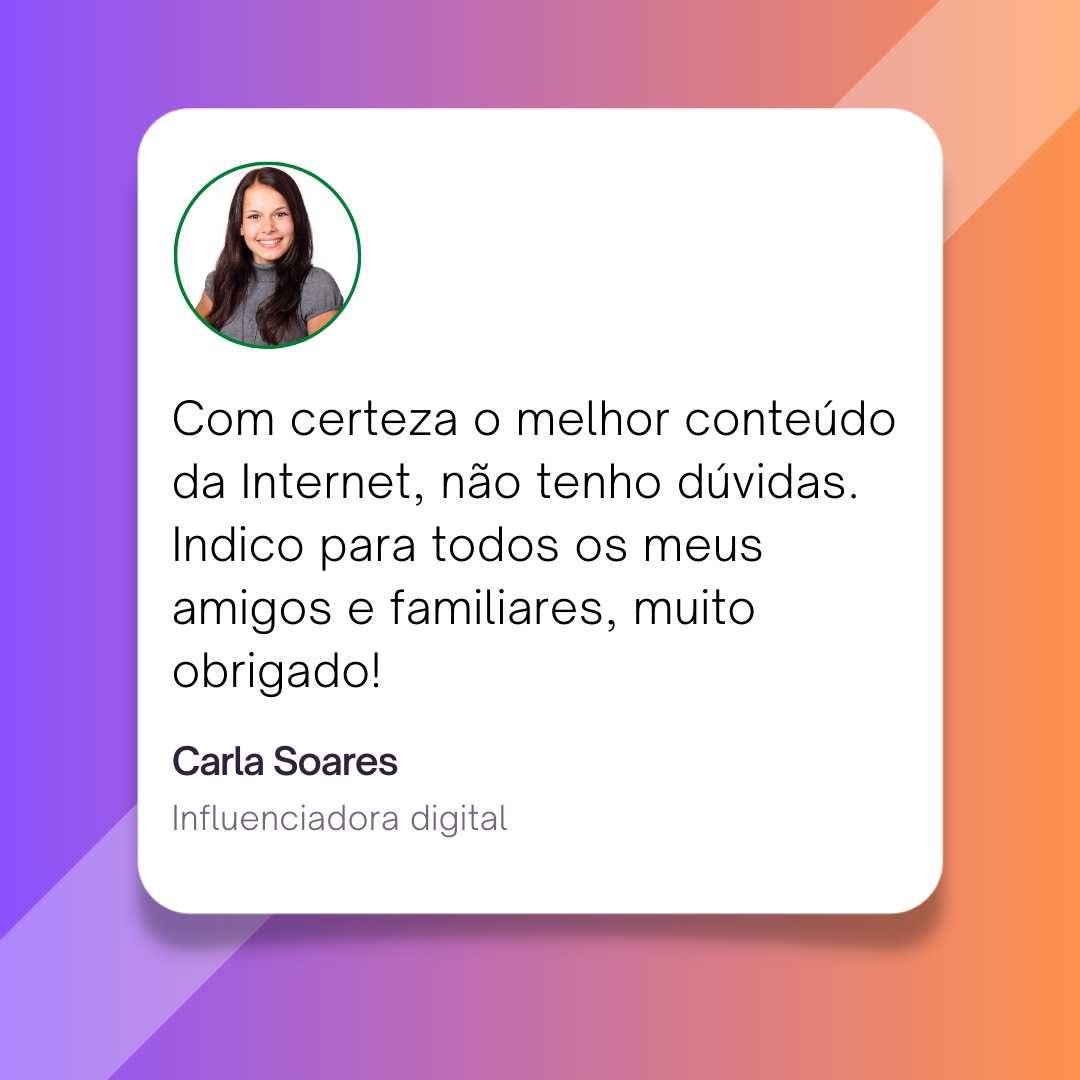 Com certeza o melhor conteúdo
da Internet, não tenho dúvidas.
Indico para todos os meus
amigos e familiares, muito
obrigado!
Carla Soares
Influenciadora digital